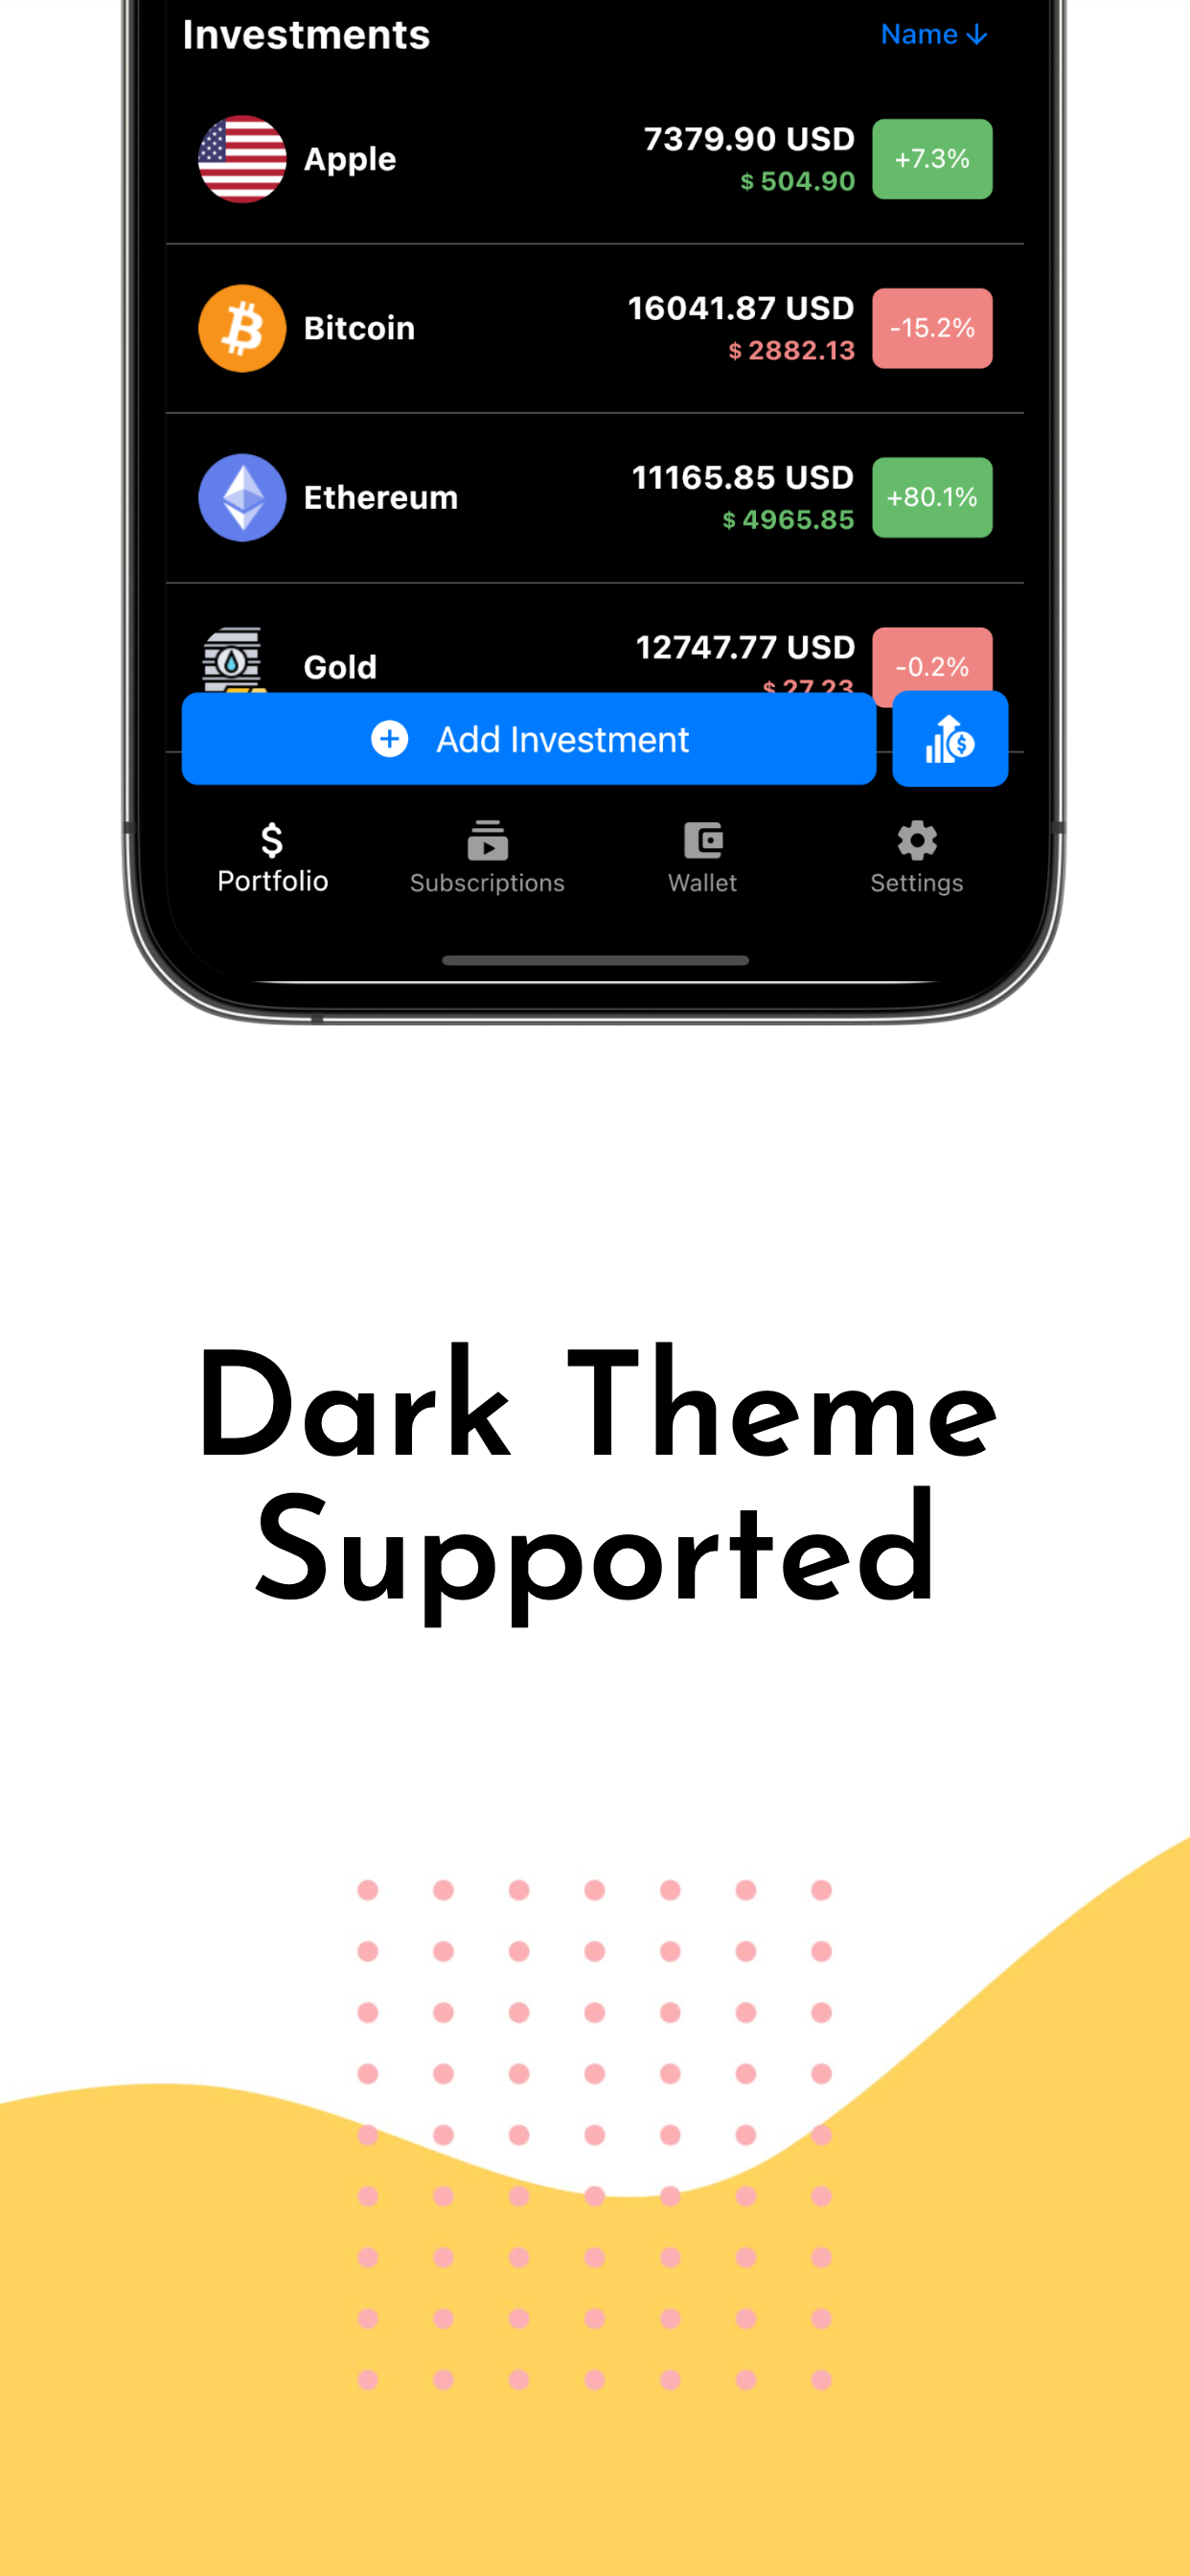 Investments
Name ↓
Apple
7379.90 USD
$ 504.90
+7.3%
Bitcoin
16041.87 USD
$ 2882.13
-15.2%
Ethereum
11165.85 USD
$ 4965.85
+80.1%
Gold
12747.77 USD
$ 27.23
-0.2%
Add Investment
Portfolio
Subscriptions
Wallet
Settings
Dark Theme
Supported